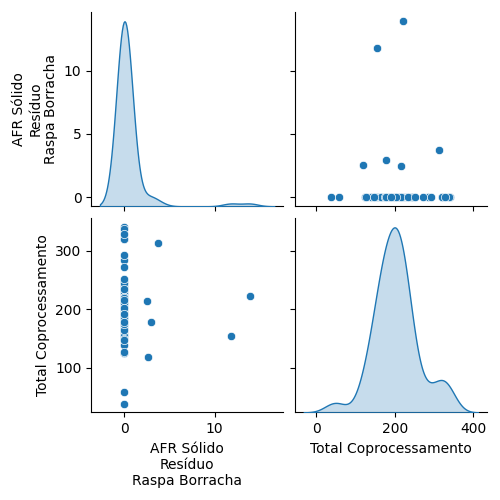 AFR Sólido
Resíduo
Raspa Borracha
10
5
0
Total Coprocessamento
300
200
100
0
10
AFR Sólido
Resíduo
Raspa Borracha
0
200
400
Total Coprocessamento